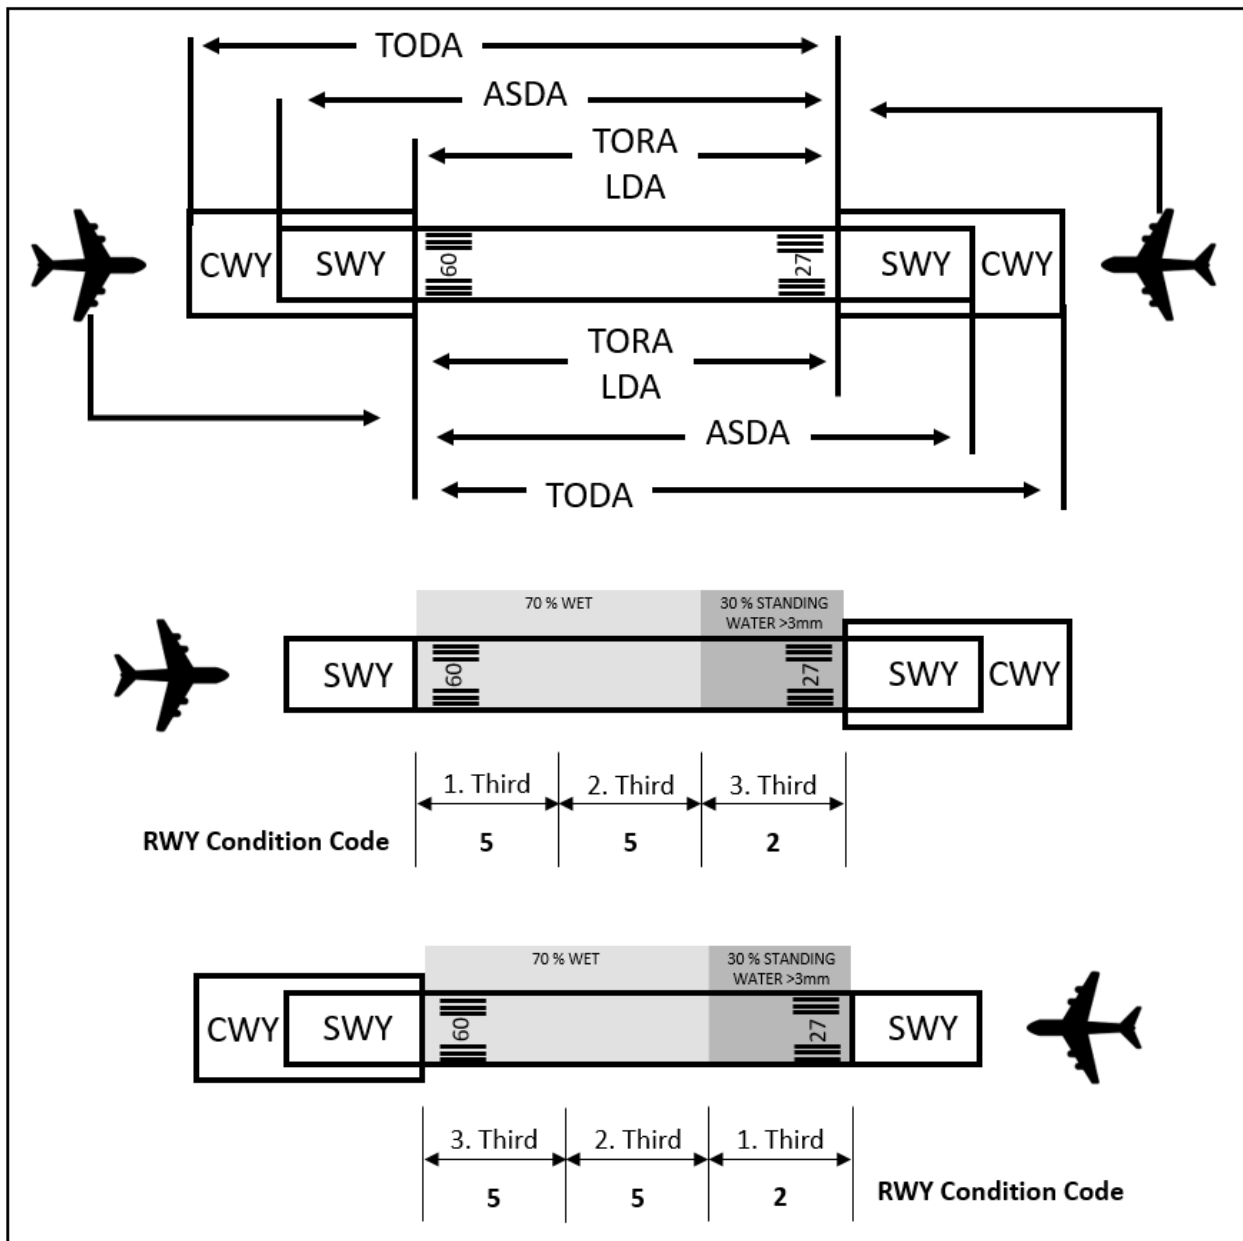 TODA
ASDA
TORA
LDA
CWY SWY 09 27 SWY CWY
TORA
LDA
ASDA
TODA
70 % WET
30 % STANDING
WATER >3mm
SWY 09 27 SWY CWY
1. Third 2. Third 3. Third
RWY Condition Code 5 5 2
70 % WET
30 % STANDING
WATER >3mm
CWY SWY 09 27 SWY
3. Third 2. Third 1. Third
5 5 2 RWY Condition Code